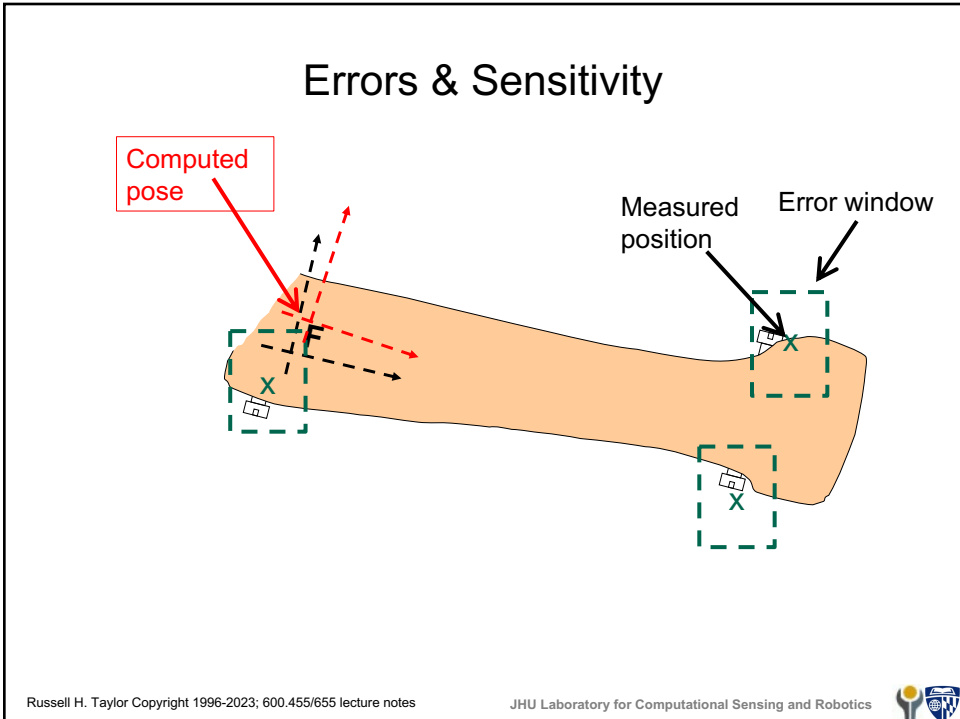 Errors & Sensitivity
Computed
pose
Measured
position
Error window
F
x
x
x
Russell H. Taylor Copyright 1996-2023; 600.455/655 lecture notes
JHU Laboratory for Computational Sensing and Robotics